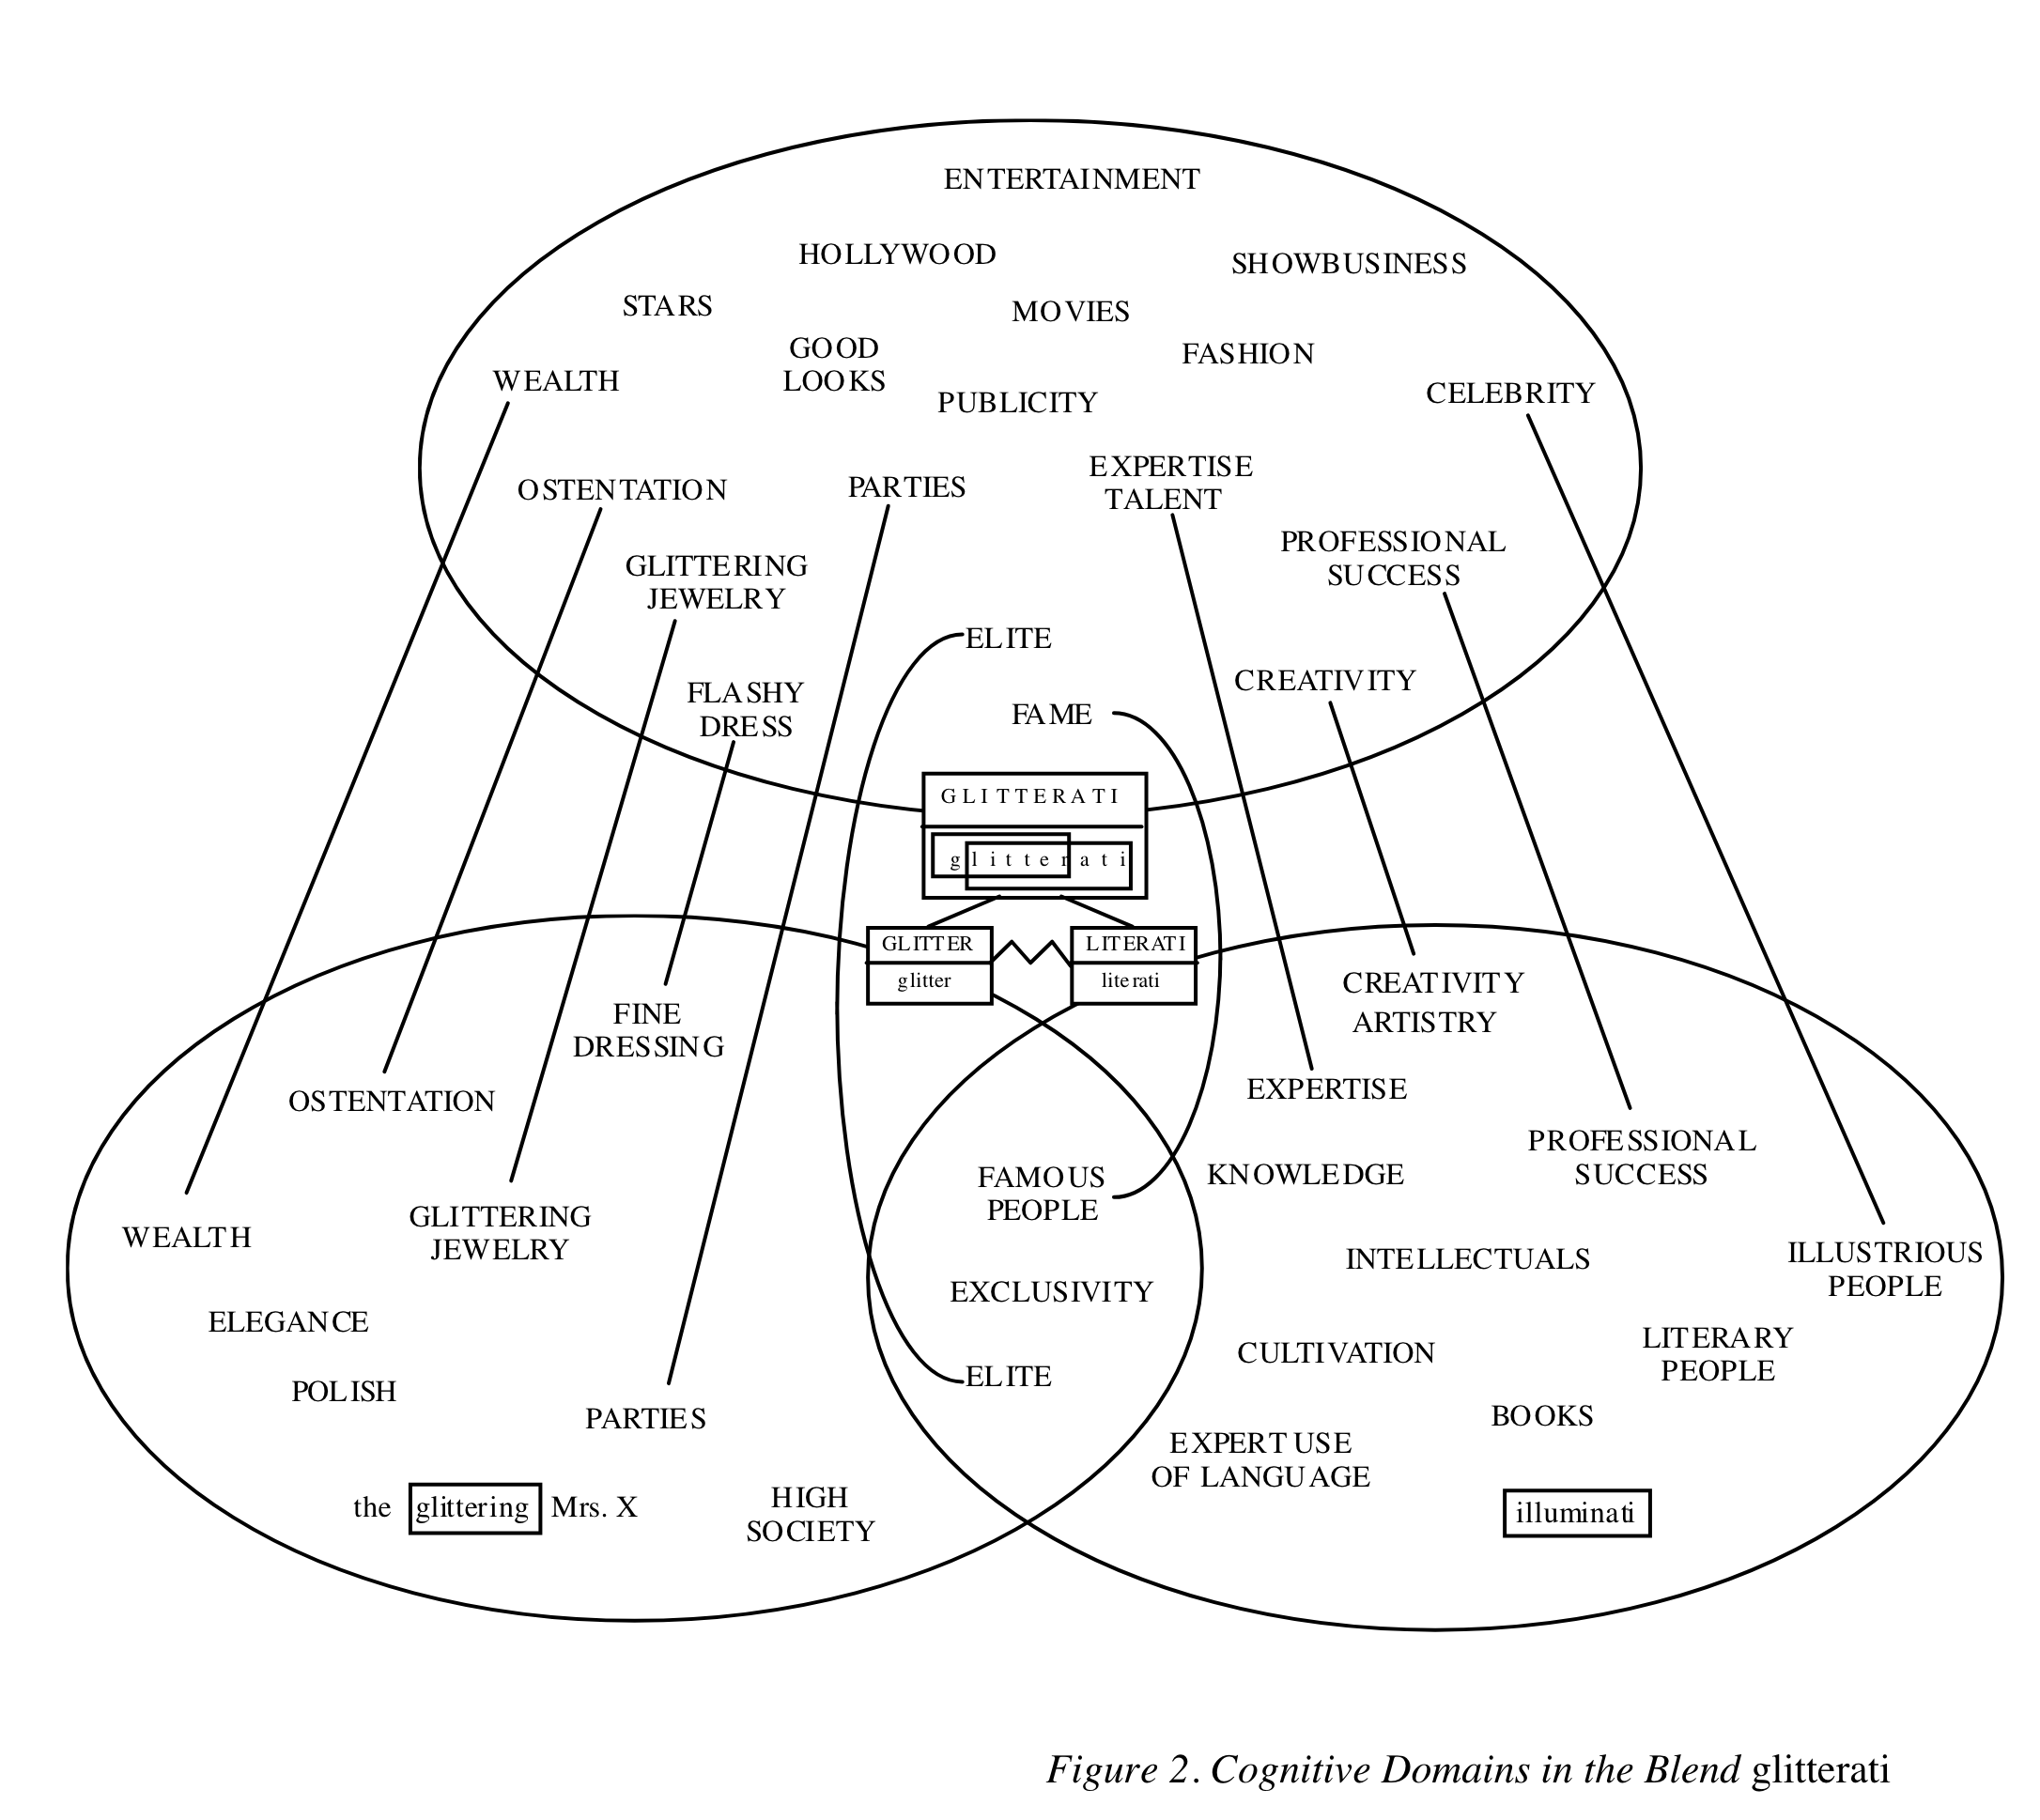 ENTERTAINMENT
HOLLYWOOD
SHOWBUSINESS
STARS
MOVIES
GOOD
LOOKS
FASHION
WEALTH
PUBLICITY
CELEBRITY
OSTENTATION
PARTIES
EXPERTISE
TALENT
PROFESSIONAL
SUCCESS
GLITTERING
JEWELRY
ELITE
CREATIVITY
FLASHY
DRESS
FAME
GLITTERATI
glitterati
GLITTER
glitter
LITERATI
literati
FINE
DRESSING
CREATIVITY
ARTISTRY
OSTENTATION
EXPERTISE
PROFESSIONAL
SUCCESS
FAMOUS
PEOPLE
KNOWLEDGE
WEALTH
GLITTERING
JEWELRY
INTELLECTUALS
ILLUSTRIOUS
PEOPLE
EXCLUSIVITY
ELEGANCE
CULTIVATION
LITERARY
PEOPLE
ELITE
POLISH
PARTIES
BOOKS
EXPERT USE
OF LANGUAGE
the glittering Mrs. X
HIGH
SOCIETY
illuminati
Figure 2. Cognitive Domains in the Blend glitterati